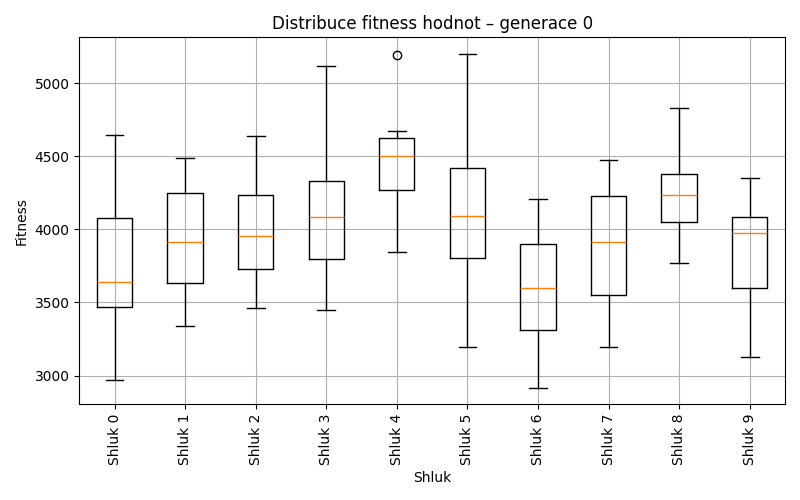 Distribuce fitness hodnot – generace 0
Fitness
5000
4500
4000
3500
3000
Shluk 0
Shluk 1
Shluk 2
Shluk 3
Shluk 4
Shluk 5
Shluk 6
Shluk 7
Shluk 8
Shluk 9
Shluk